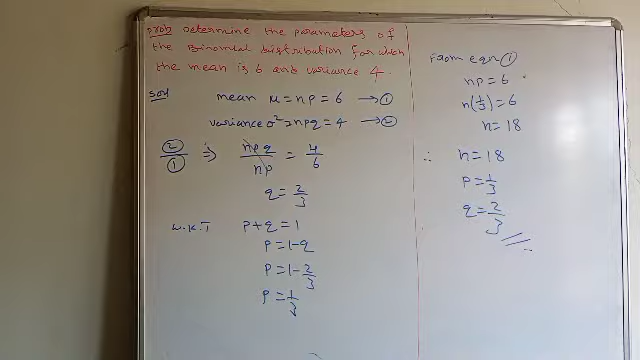 prob Determine the parameters of
the Binomial distribution for which
the mean is 6 and variance 4.
Soln
mean μ = np = 6 → ①
variance σ² = npq = 4 → ②
②/① ⇒ npq/np = 4/6
q = 2/3
W.K.T p + q = 1
p = 1 - q
p = 1 - 2/3
p = 1/3
From eqn ①
np = 6
n(1/3) = 6
n = 18
∴ n = 18
p = 1/3
q = 2/3